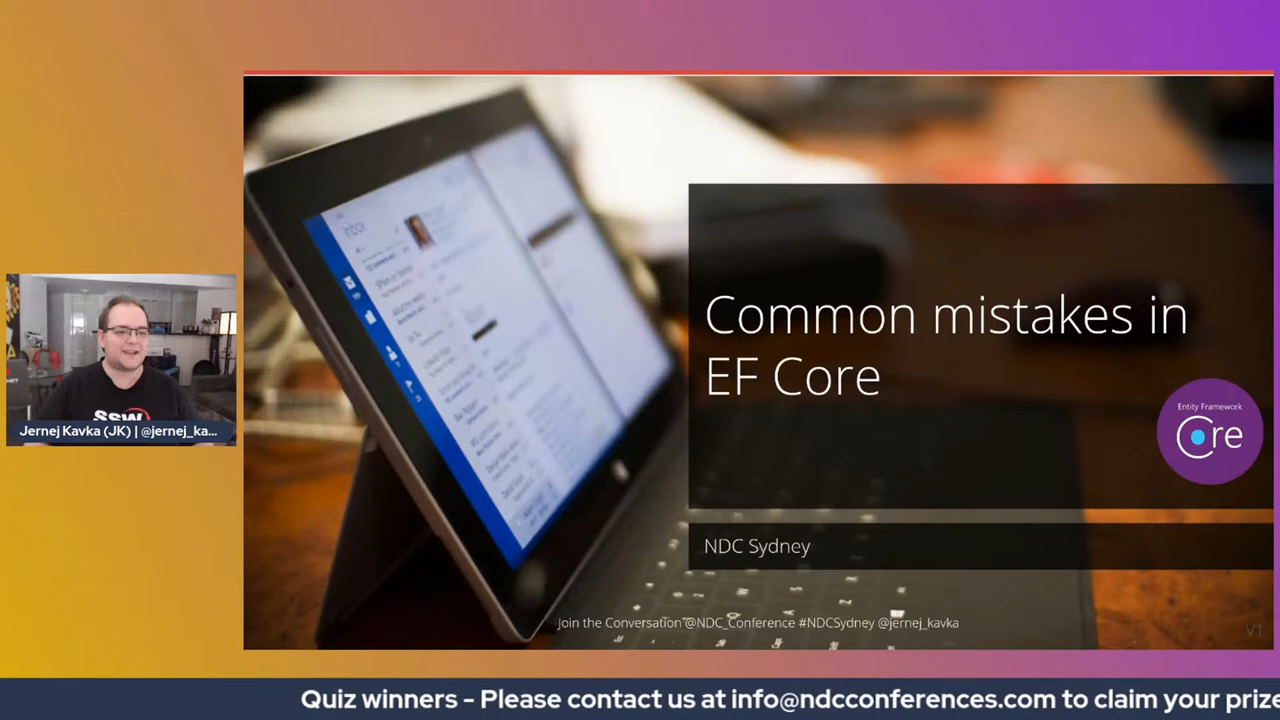 Common mistakes in
EF Core
Entity Framework
Core
NDC Sydney
Join the Conversation @NDC_Conference #NDCSydney @jernej_kavka
V1
Inbox
SSW
Jernej Kavka (JK) | @jernej_ka...
Quiz winners - Please contact us at info@ndcconferences.com to claim your prize